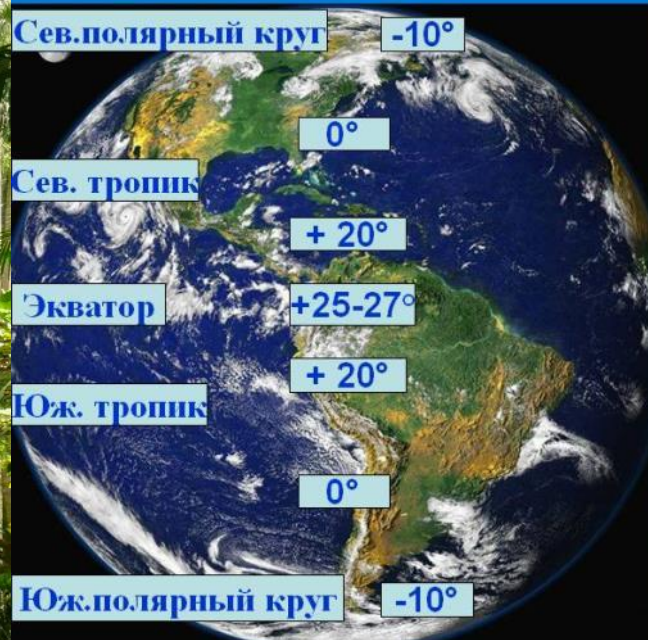 Сев.полярный круг -10°
0°
Сев. тропик
+ 20°
Экватор +25-27°
+ 20°
Юж. тропик
0°
Юж.полярный круг -10°